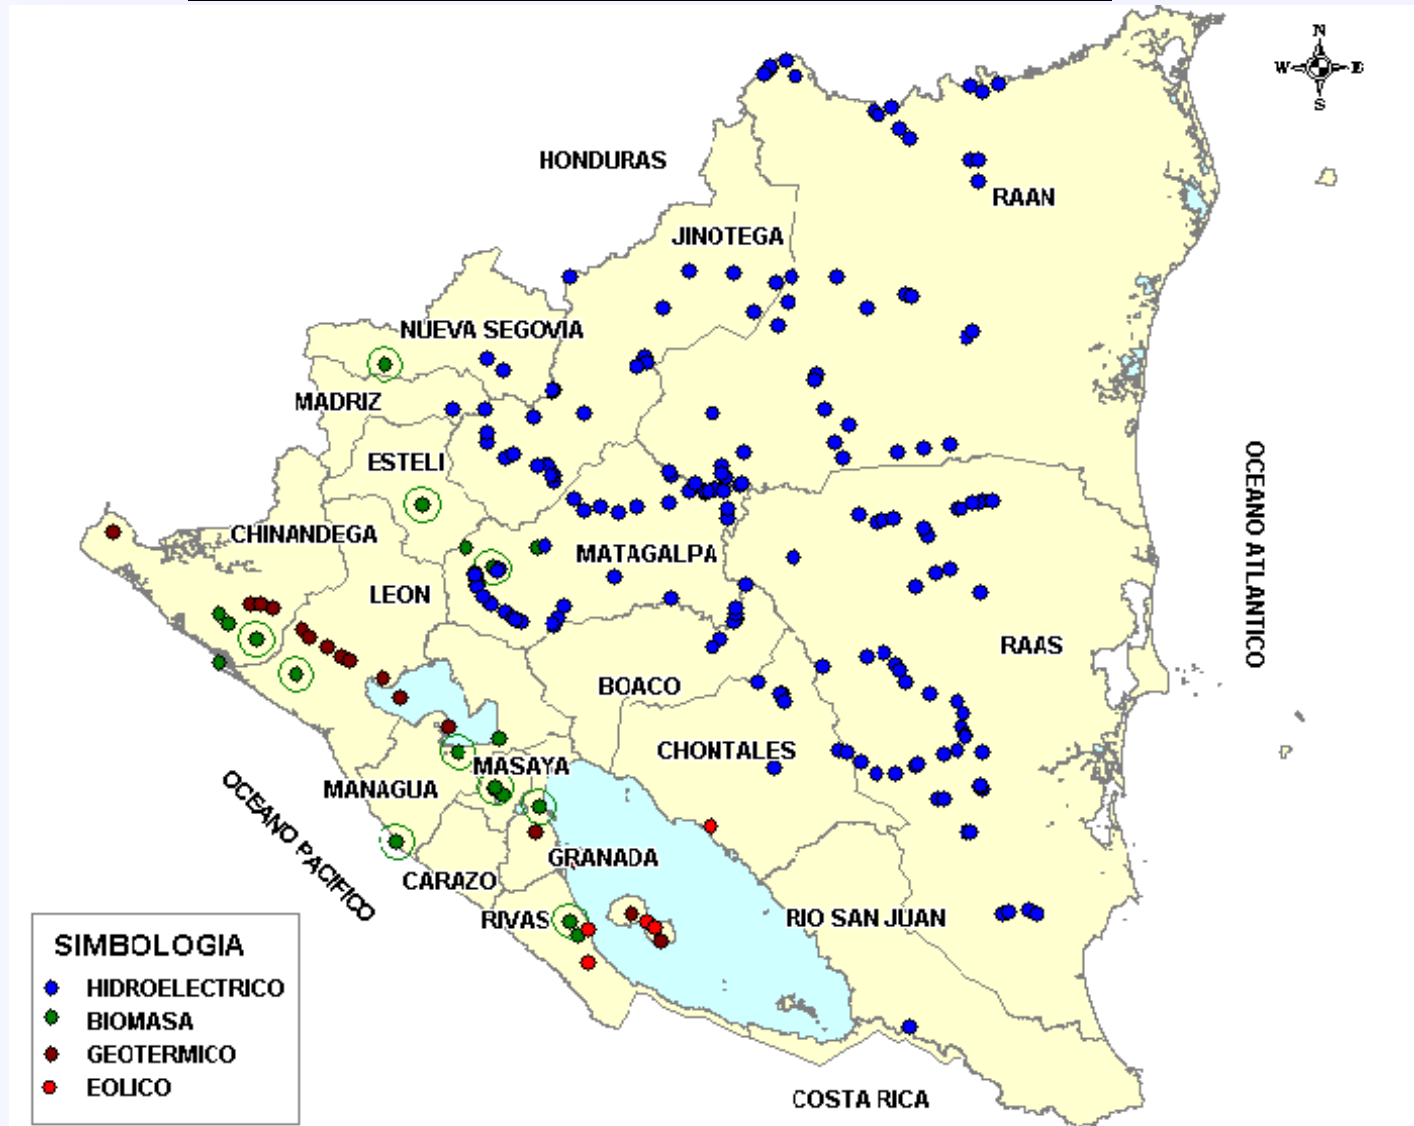 N
W E
S
HONDURAS
RAAN
JINOTEGA
NUEVA SEGOVIA
MADRIZ
ESTELI
CHINANDEGA
MATAGALPA
LEON
OCEANO ATLANTICO
RAAS
BOACO
CHONTALES
MASAYA
MANAGUA
OCEANO PACIFICO
GRANADA
CARAZO
RIVAS
RIO SAN JUAN
SIMBOLOGIA
HIDROELECTRICO
BIOMASA
GEOTERMICO
EOLICO
COSTA RICA